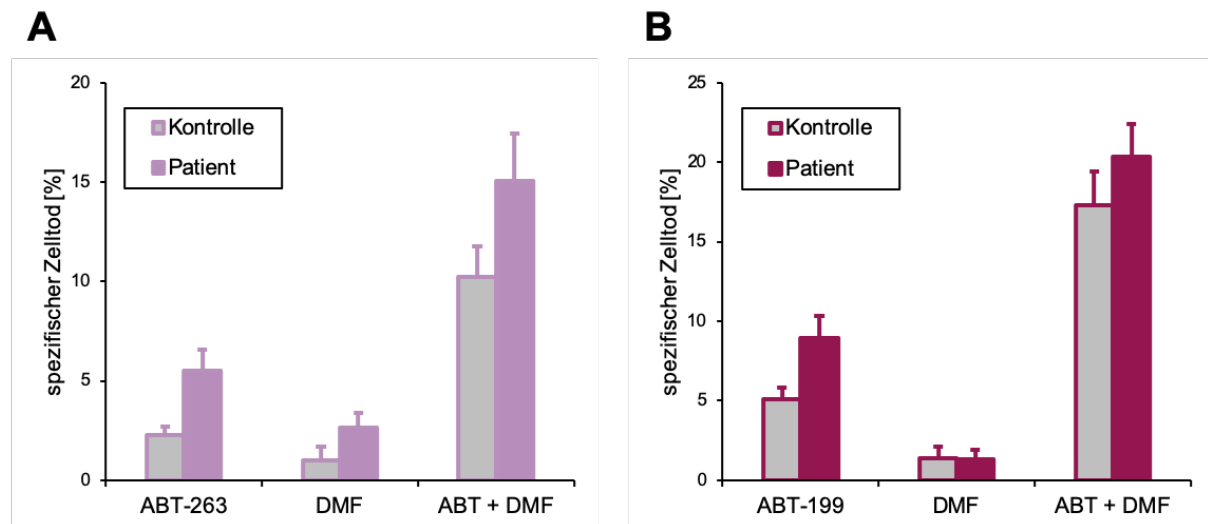 A
spezifischer Zelltod [%]
20
15
10
5
0
Kontrolle
Patient
ABT-263 DMF ABT + DMF
B
spezifischer Zelltod [%]
25
20
15
10
5
0
Kontrolle
Patient
ABT-199 DMF ABT + DMF